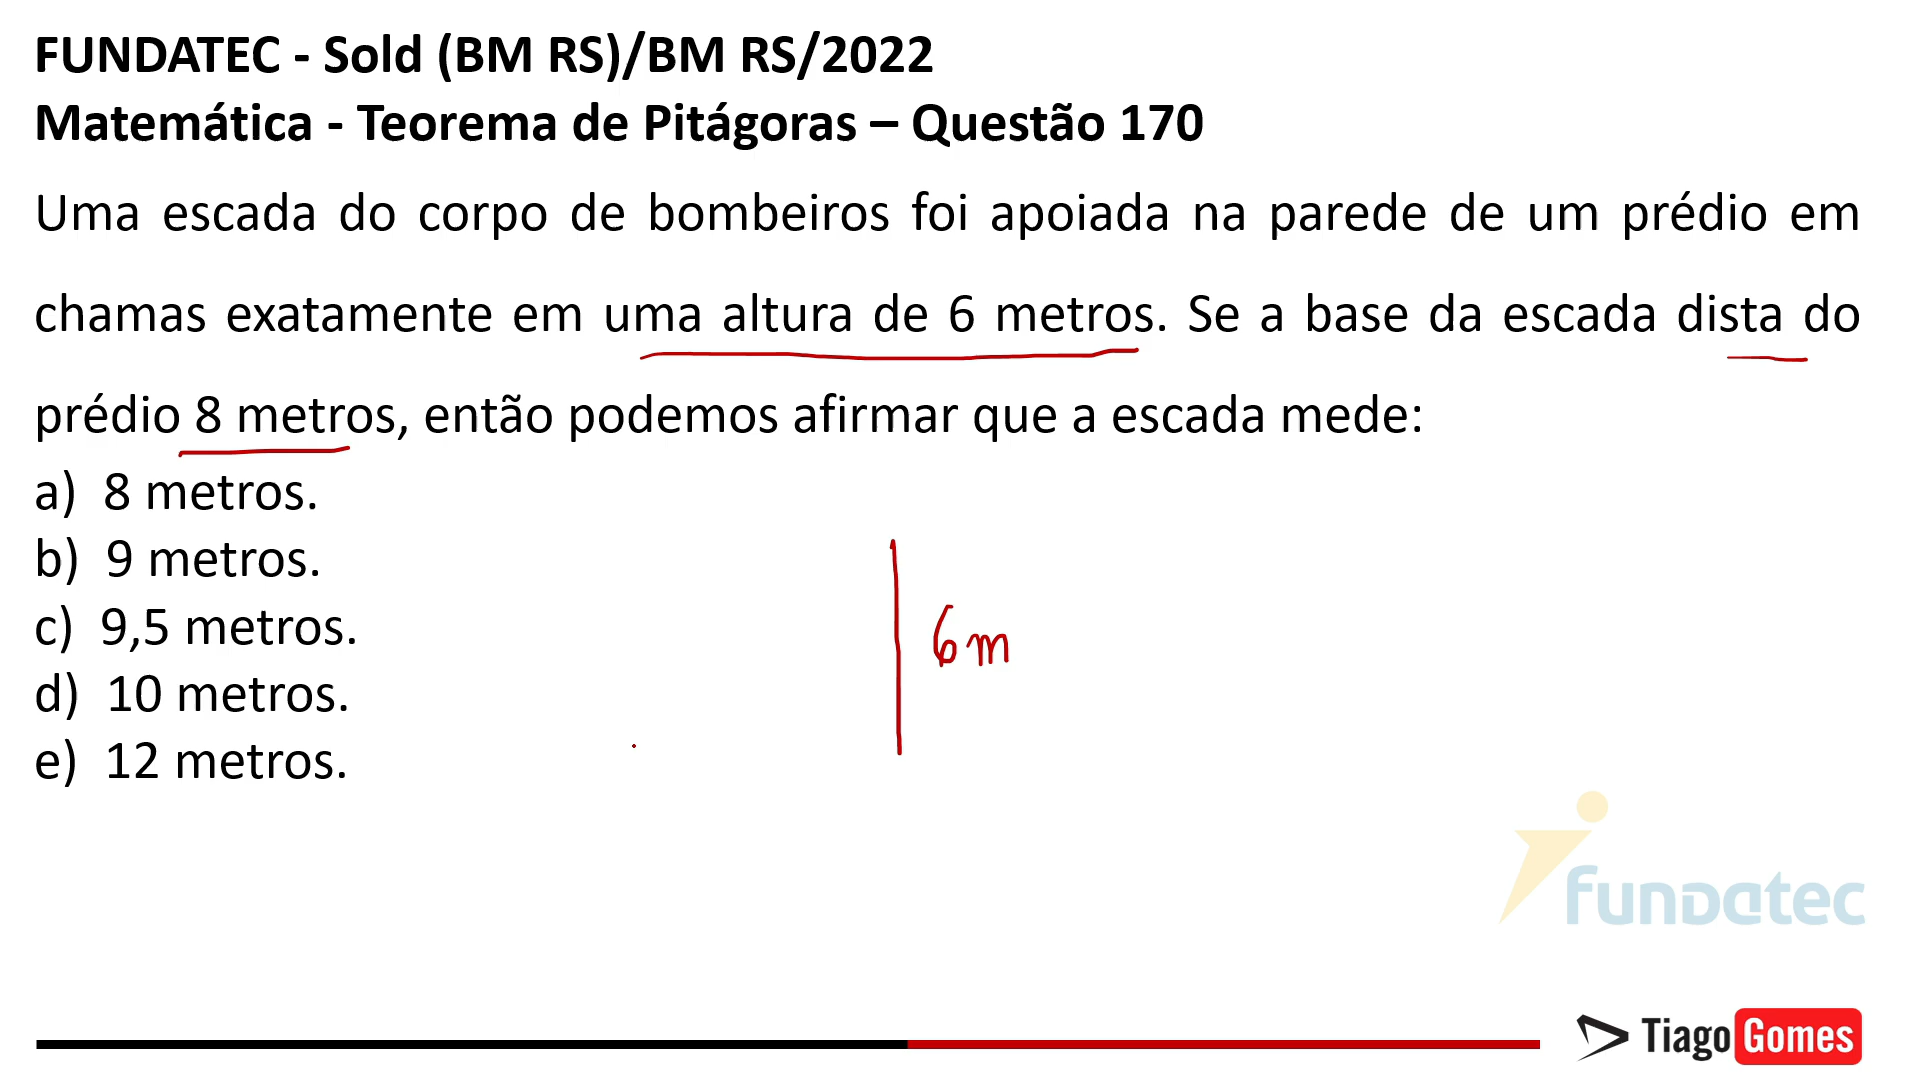 FUNDATEC - Sold (BM RS)/BM RS/2022
Matemática - Teorema de Pitágoras – Questão 170
Uma escada do corpo de bombeiros foi apoiada na parede de um prédio em
chamas exatamente em uma altura de 6 metros. Se a base da escada dista do
prédio 8 metros, então podemos afirmar que a escada mede:
a) 8 metros.
b) 9 metros.
c) 9,5 metros.
d) 10 metros.
e) 12 metros.
6m
fundatec
Tiago Gomes